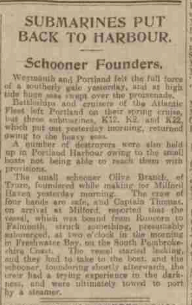 SUBMARINES PUT
BACK TO HARBOUR.
Schooner Founders.
Weymouth and Portland felt the full force
of a southerly gale yesterday, and at high
tide huge seas swept over the promenade.
Battleships and cruisers of the Atlantic
Fleet left Portland on their spring cruise,
but three submarines, K12, K2, and K22,
which put out yesterday morning, returned
owing to the heavy seas.
A number of destroyers were also held
up in Portland Harbour owing to the small
boats not being able to reach them with
provisions.
The small schooner Olive Branch, of
Truro, foundered while making for Milford
Haven yesterday morning. The crew of
four hands are safe, and Captain Thomas,
on arrival at Milford, reported that the
vessel, which was bound from to
Falmouth, struck something, presumably
submerged, at two o'clock in the morning
in Freshwater Bay, on the South Pembroke-
shire Coast. The vessel started leaking,
and they had to take to the boat, and the
schooner, foundering shortly afterwards, the
crew had a trying experience in the dark-
ness, and were ultimately towed to port
by a steamer.